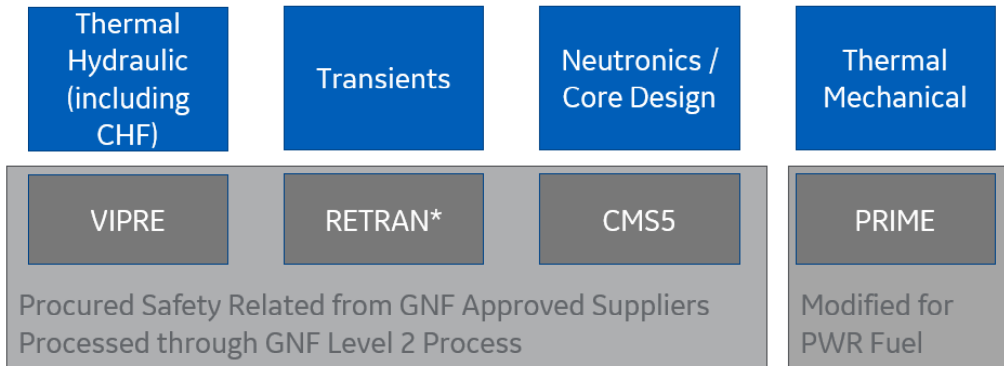 Thermal
Hydraulic
(including
CHF)
Transients
Neutronics /
Core Design
Thermal
Mechanical
VIPRE
RETRAN*
CMS5
PRIME
Procured Safety Related from GNF Approved Suppliers
Processed through GNF Level 2 Process
Modified for
PWR Fuel